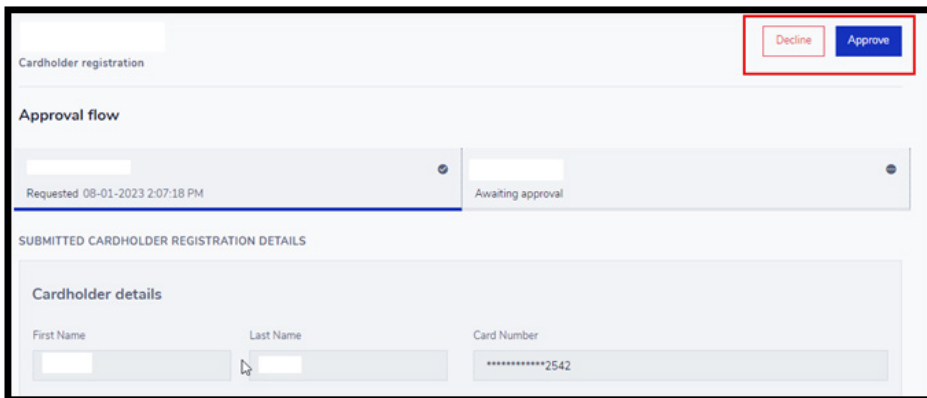 Decline Approve
Cardholder registration
Approval flow
Requested 08-01-2023 2:07:18 PM
Awaiting approval
SUBMITTED CARDHOLDER REGISTRATION DETAILS
Cardholder details
First Name Last Name Card Number
************2542